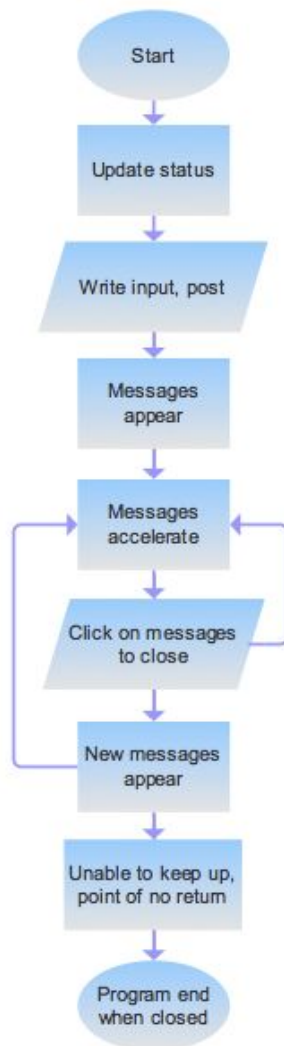 Start
Update status
Write input, post
Messages
appear
Messages
accelerate
Click on messages
to close
New messages
appear
Unable to keep up,
point of no return
Program end
when closed